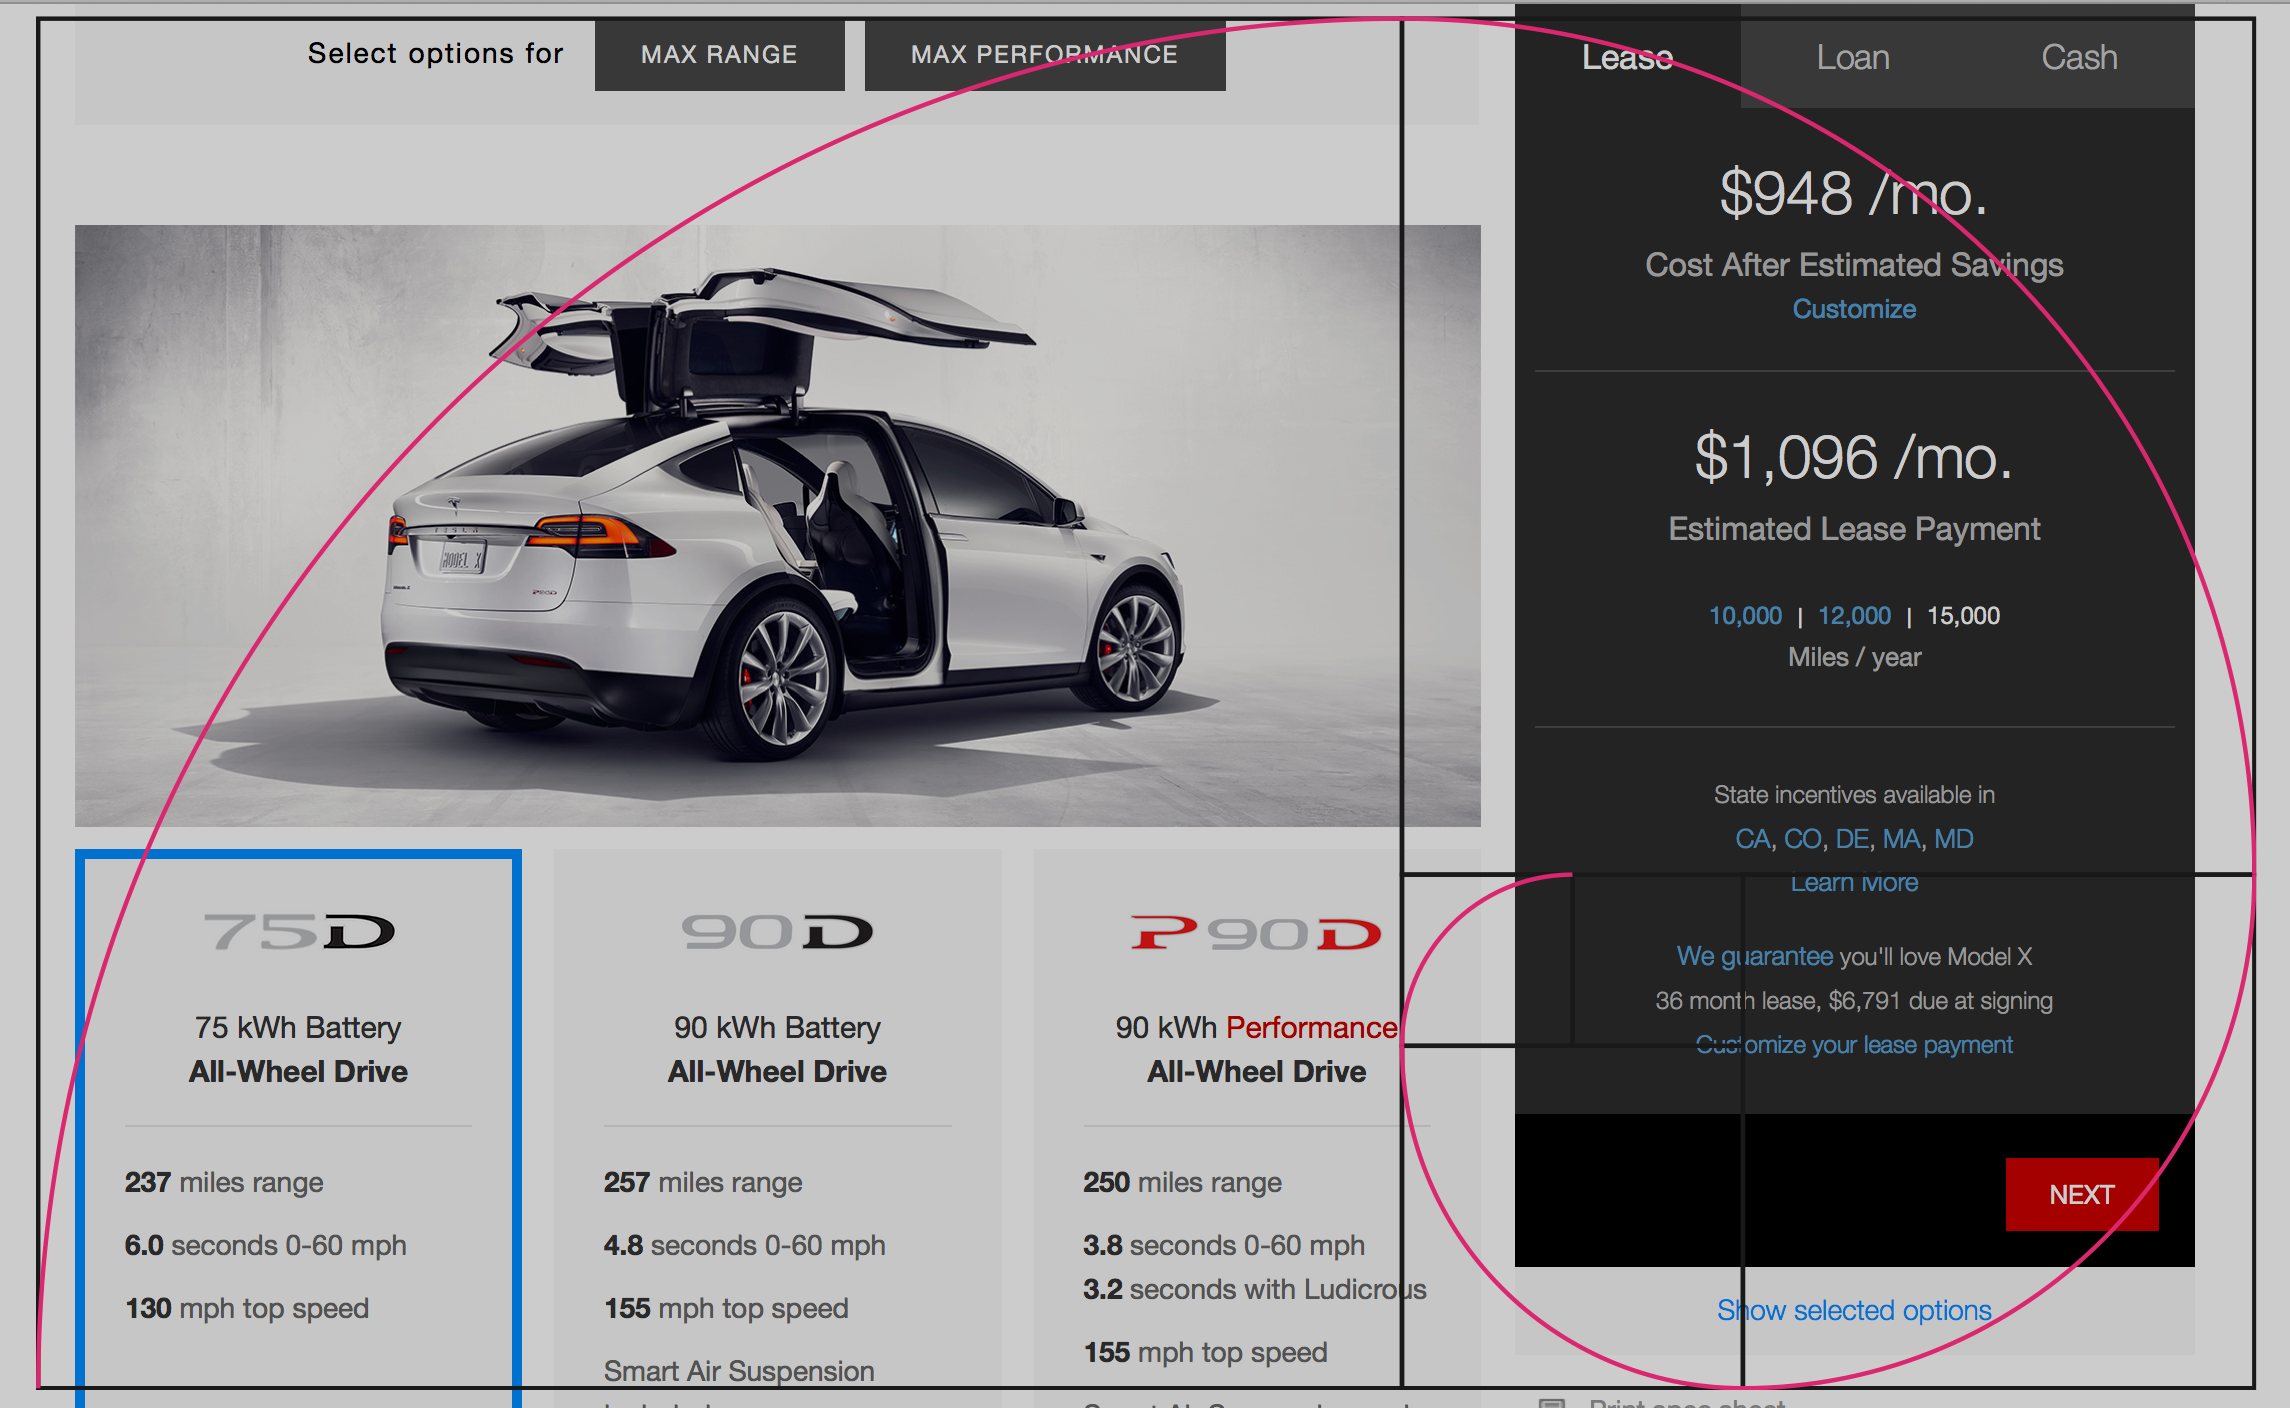 Select options for
MAX RANGE
MAX PERFORMANCE
TESLA
MODEL X
P90D
75D
75 kWh Battery
All-Wheel Drive
237 miles range
6.0 seconds 0-60 mph
130 mph top speed
90D
90 kWh Battery
All-Wheel Drive
257 miles range
4.8 seconds 0-60 mph
155 mph top speed
Smart Air Suspension
P90D
90 kWh Performance
All-Wheel Drive
250 miles range
3.8 seconds 0-60 mph
3.2 seconds with Ludicrous
155 mph top speed
Lease
Loan
Cash
$948 /mo.
Cost After Estimated Savings
Customize
$1,096 /mo.
Estimated Lease Payment
10,000 | 12,000 | 15,000
Miles / year
State incentives available in
CA, CO, DE, MA, MD
Learn More
We guarantee you'll love Model X
36 month lease, $6,791 due at signing
Customize your lease payment
NEXT
Show selected options
Print spec sheet